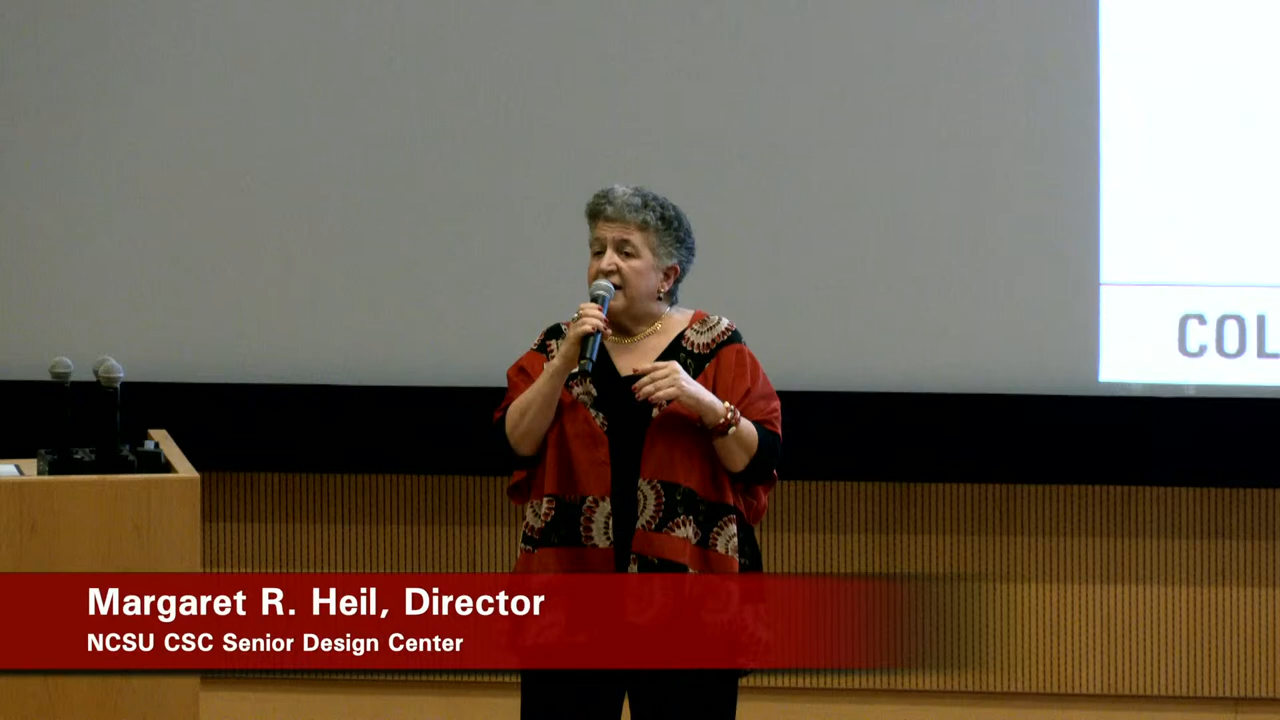 COL
Margaret R. Heil, Director
NCSU CSC Senior Design Center